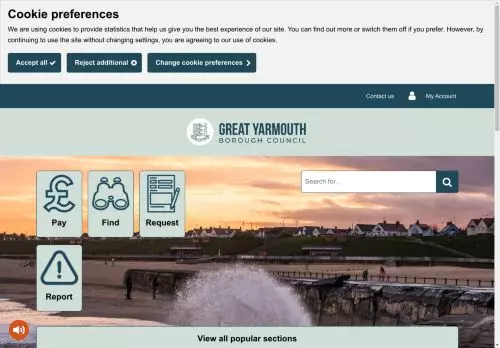 Cookie preferences
We are using cookies to provide statistics that help us give you the best experience of our site. You can find out more or switch them off if you prefer. However, by
continuing to use the site without changing settings, you are agreeing to our use of cookies.
Accept all
Reject additional
Change cookie preferences
Contact us
My Account
GREAT YARMOUTH
BOROUGH COUNCIL
Search for...
Pay
Find
Request
Report
View all popular sections